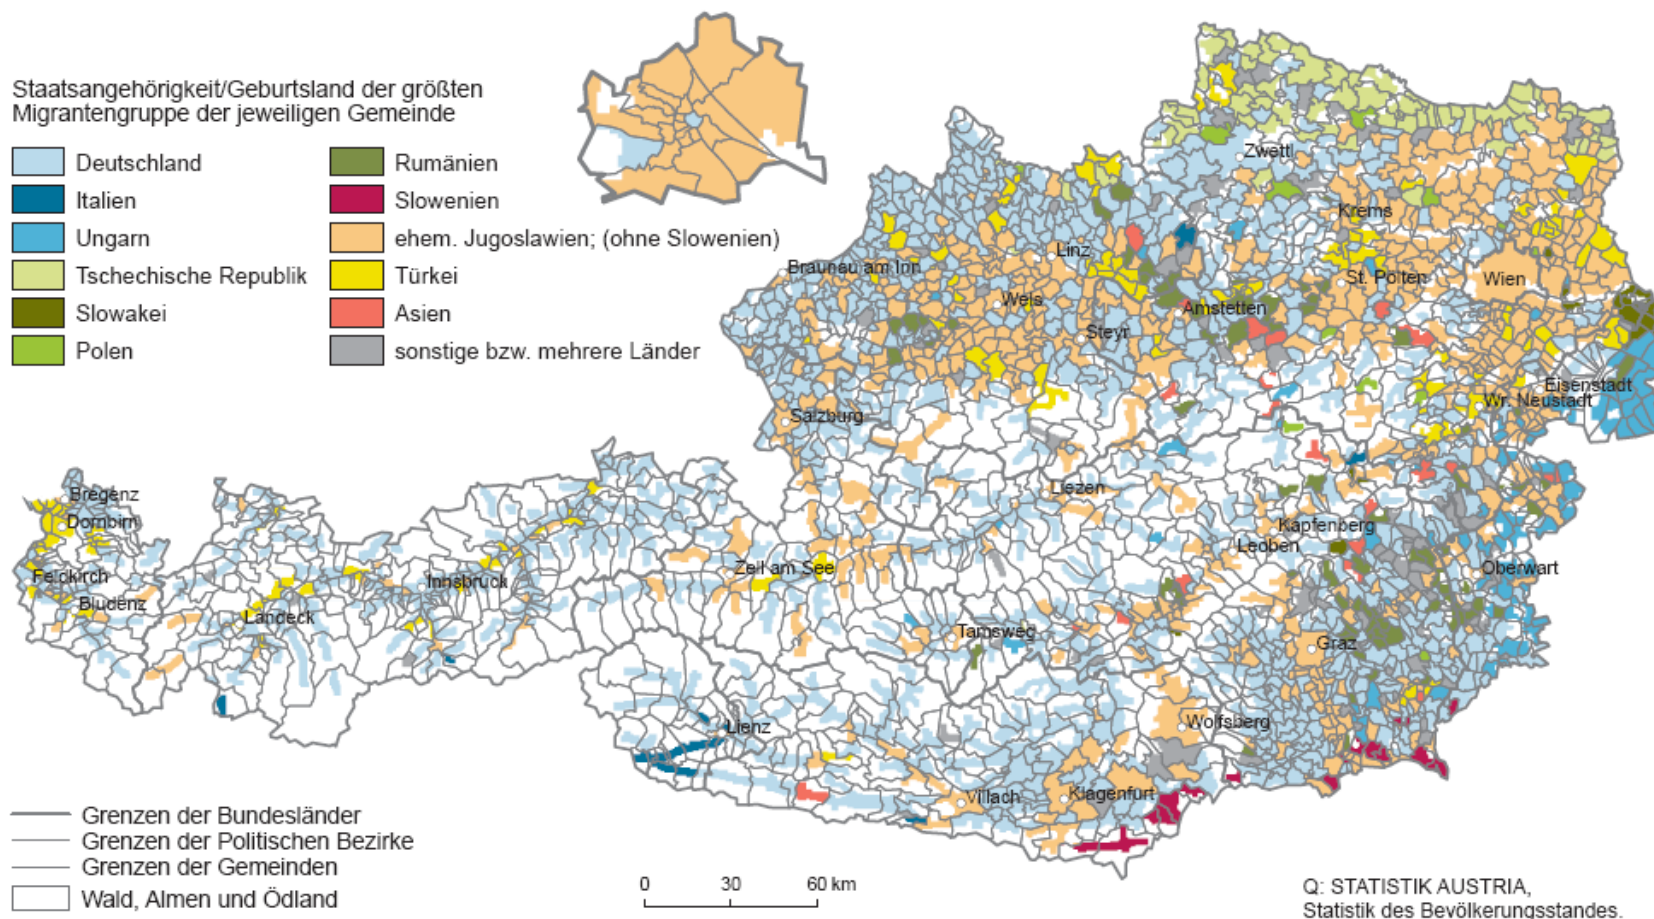 Staatsangehörigkeit/Geburtsland der größten
Migrantengruppe der jeweiligen Gemeinde
Deutschland
Italien
Ungarn
Tschechische Republik
Slowakei
Polen
Rumänien
Slowenien
ehem. Jugoslawien; (ohne Slowenien)
Türkei
Asien
sonstige bzw. mehrere Länder
Zwettl
Krems
Linz
Braunau am Inn
St. Pölten
Wien
Wels
Amstetten
Steyr
Eisenstadt
Wr. Neustadt
Salzburg
Liezen
Bregenz
Dornbirn
Kapfenberg
Leoben
Zell am See
Oberwart
Feldkirch
Innsbruck
Bludenz
Landeck
Tamsweg
Graz
Wolfsberg
Lienz
Villach
Klagenfurt
Grenzen der Bundesländer
Grenzen der Politischen Bezirke
Grenzen der Gemeinden
Wald, Almen und Ödland
0 30 60 km
Q: STATISTIK AUSTRIA,
Statistik des Bevölkerungsstandes.